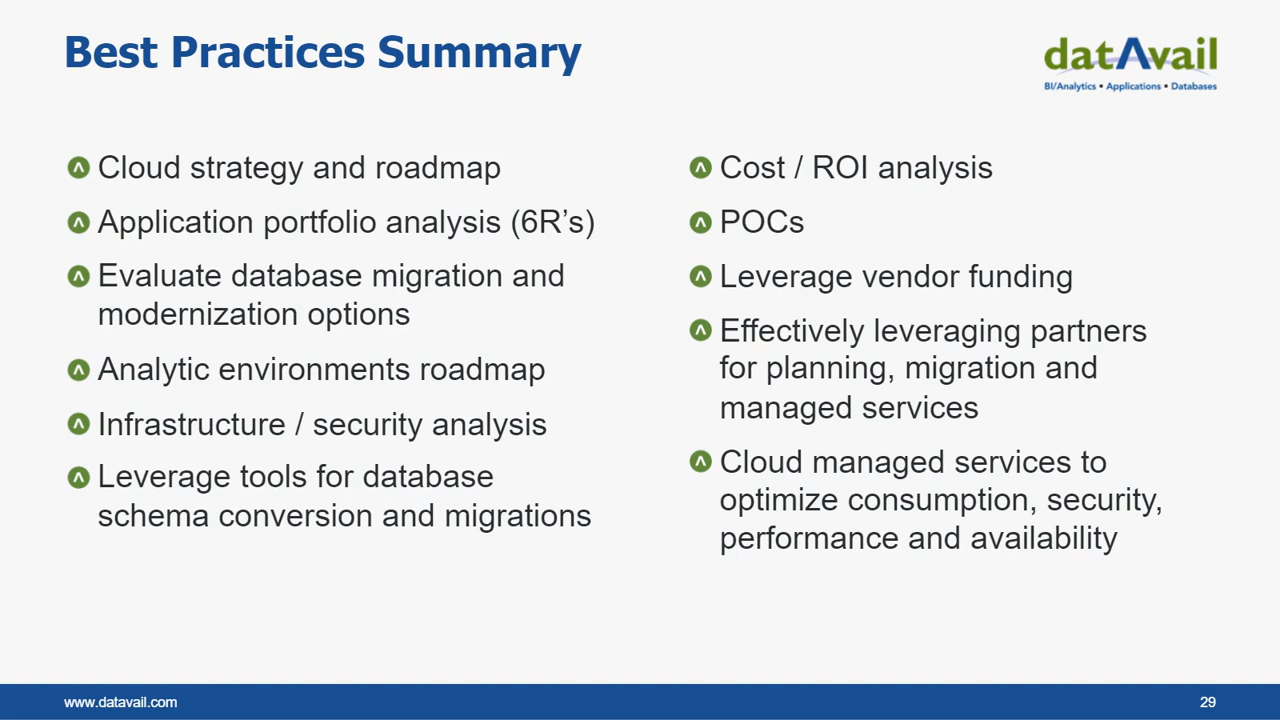 Best Practices Summary
datAvail
BI/Analytics • Applications • Databases
Cloud strategy and roadmap
Application portfolio analysis (6R’s)
Evaluate database migration and
modernization options
Analytic environments roadmap
Infrastructure / security analysis
Leverage tools for database
schema conversion and migrations
Cost / ROI analysis
POCs
Leverage vendor funding
Effectively leveraging partners
for planning, migration and
managed services
Cloud managed services to
optimize consumption, security,
performance and availability
www.datavail.com
29